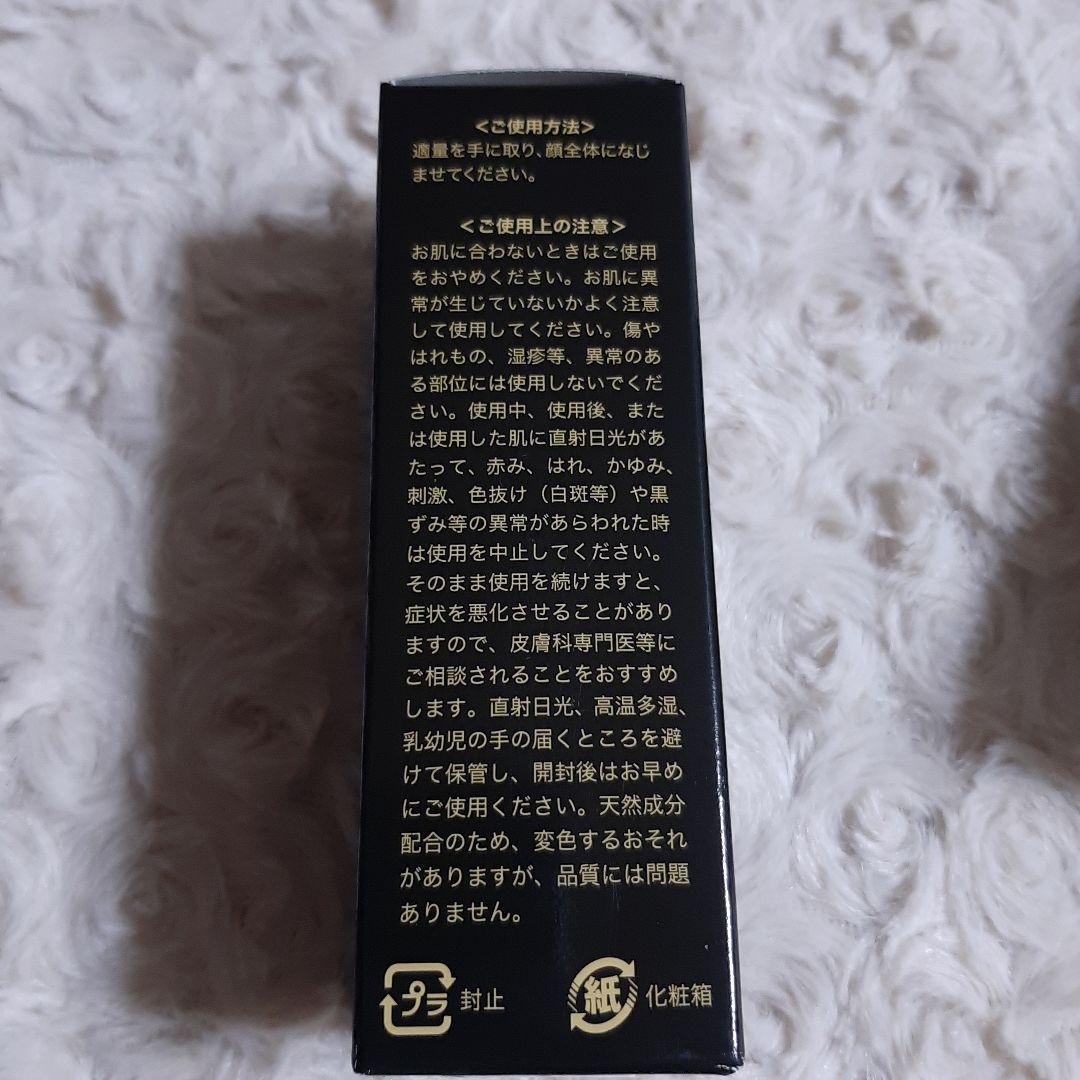 <ご使用方法>
適量を手に取り、顔全体になじ
ませてください。
<ご使用上の注意>
お肌に合わないときはご使用
をおやめください。お肌に異
常が生じていないかよく注意
して使用してください。傷や
はれもの、湿疹等、異常のあ
る部位には使用しないでくだ
さい。使用中、使用後、また
は使用した肌に直射日光があ
たって、赤み、はれ、かゆみ、
刺激、色抜け（白斑等）や黒
ずみ等の異常があらわれた時
は使用を中止してください。
そのまま使用を続けますと、
症状を悪化させることがあり
ますので、皮膚科専門医等に
ご相談されることをおすすめ
します。直射日光、高温多湿、
乳幼児の手の届くところを避
けて保管し、開封後はお早め
にご使用ください。天然成分
配合のため、変色するおそれ
がありますが、品質には問題
ありません。
プラ 封止
紙 化粧箱